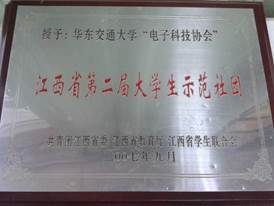 授予：华东交通大学“电子科技协会”
江西省第二届大学生示范社团
共青团江西省委 江西省教育厅 江西省学生联合会
二〇〇七年九月